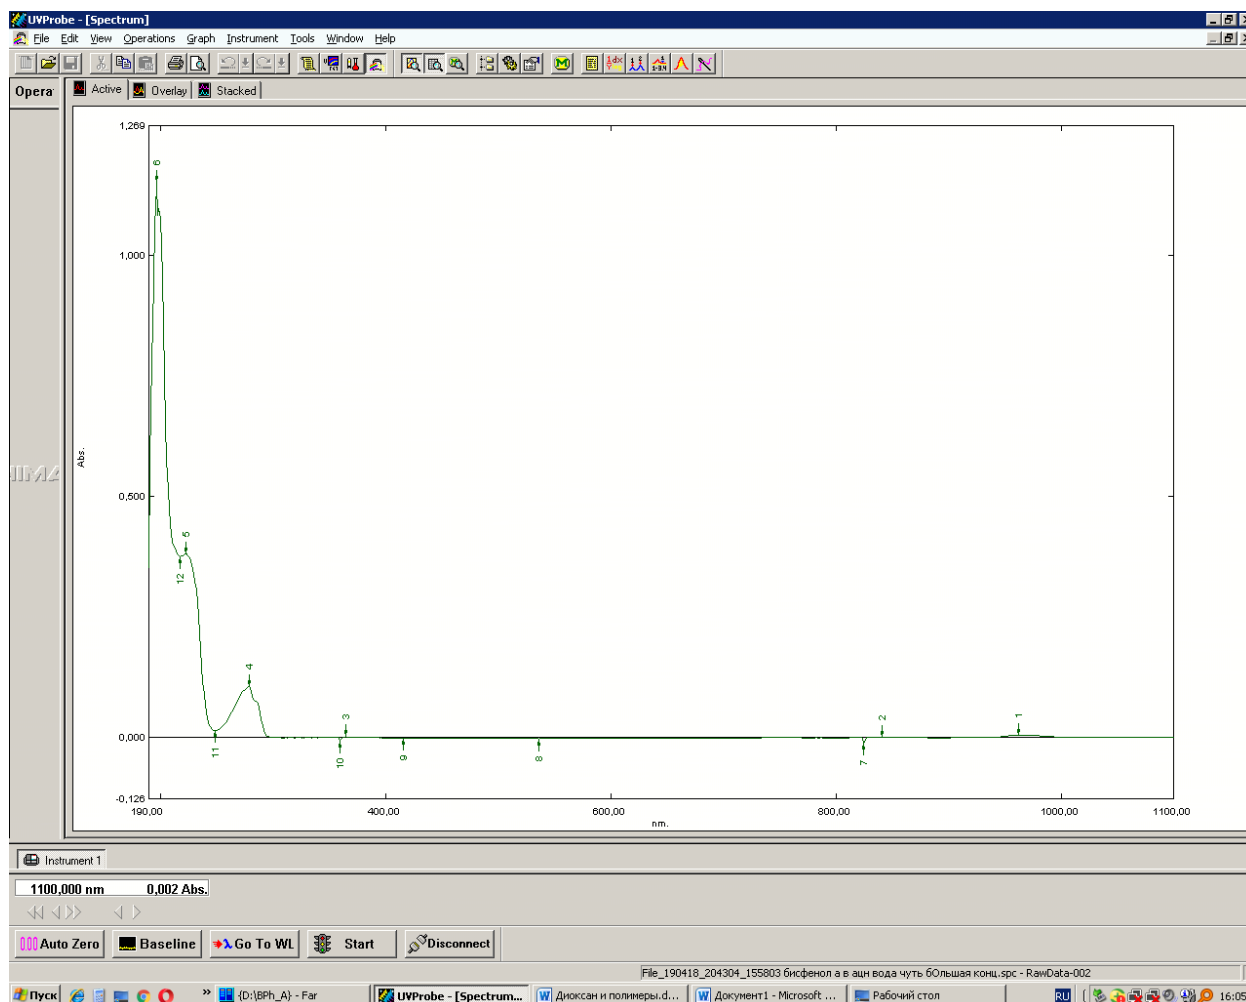 UVProbe - [Spectrum]
File Edit View Operations Graph Instrument Tools Window Help
Opera
Active Overlay Stacked
1,269
1,000
0,500
0,000
-0,126
Abs.
6
5
12
4
11
3
10
9
8
2
7
1
190,00 400,00 600,00 800,00 1000,00 1100,00
nm.
Instrument 1
1100,000 nm 0,002 Abs.
Auto Zero Baseline Go To WL Start Disconnect
File_190418_204304_155803 бисфенол а в ацн вода чуть бОльшая конц.spc - RawData-002
Пуск » {D:\BPh_A} - Far UVProbe - [Spectrum... Диоксан и полимеры.d... Документ1 - Microsoft ... Рабочий стол RU 16:05